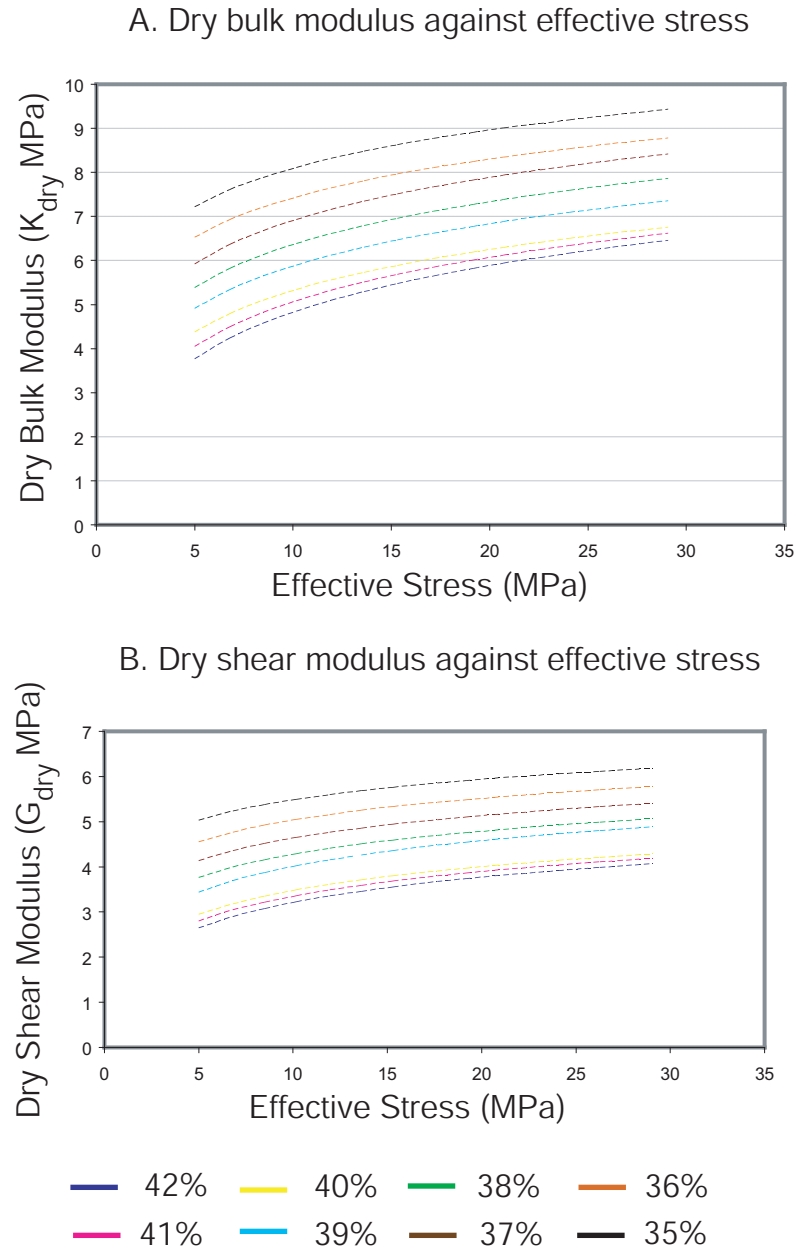 A. Dry bulk modulus against effective stress
Dry Bulk Modulus (Kdry MPa)
10
9
8
7
6
5
4
3
2
1
0
0 5 10 15 20 25 30 35
Effective Stress (MPa)
B. Dry shear modulus against effective stress
Dry Shear Modulus (Gdry MPa)
7
6
5
4
3
2
1
0
0 5 10 15 20 25 30 35
Effective Stress (MPa)
42% 40% 38% 36%
41% 39% 37% 35%